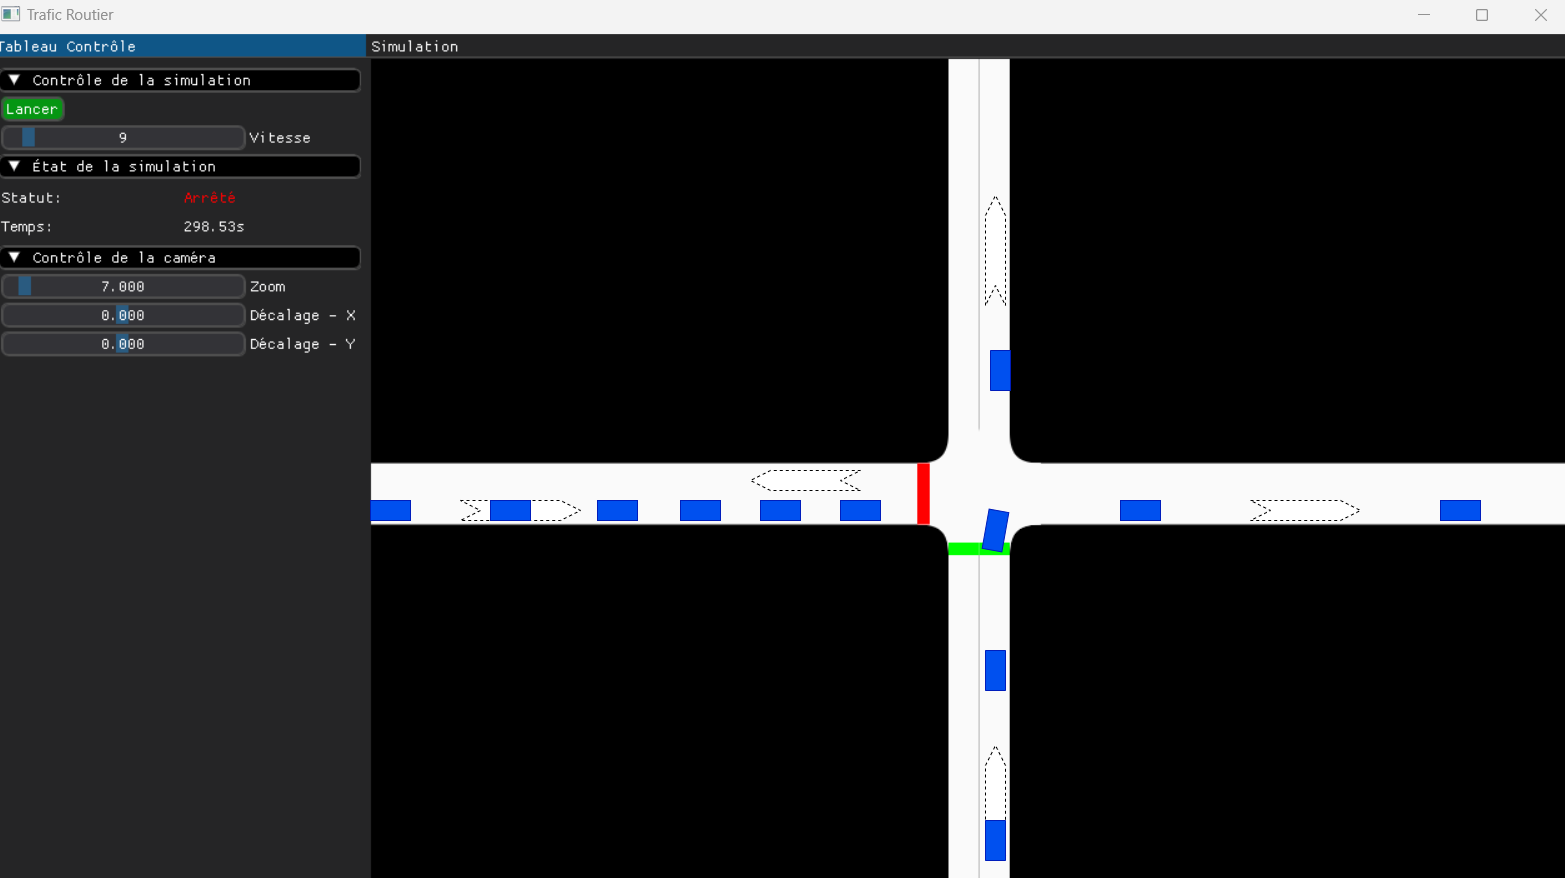 Trafic Routier
Tableau Contrôle
Simulation
Contrôle de la simulation
Lancer
9 Vitesse
État de la simulation
Statut: Arrêté
Temps: 298.53s
Contrôle de la caméra
7.000 Zoom
0.000 Décalage - X
0.000 Décalage - Y